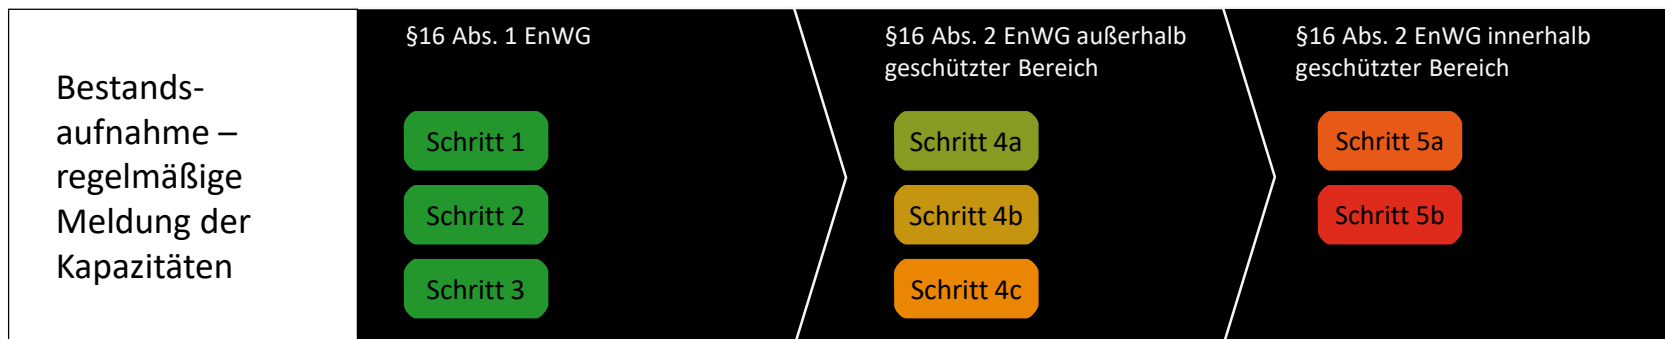 Bestands-
aufnahme –
regelmäßige
Meldung der
Kapazitäten
§16 Abs. 1 EnWG
Schritt 1
Schritt 2
Schritt 3
§16 Abs. 2 EnWG außerhalb
geschützter Bereich
Schritt 4a
Schritt 4b
Schritt 4c
§16 Abs. 2 EnWG innerhalb
geschützter Bereich
Schritt 5a
Schritt 5b